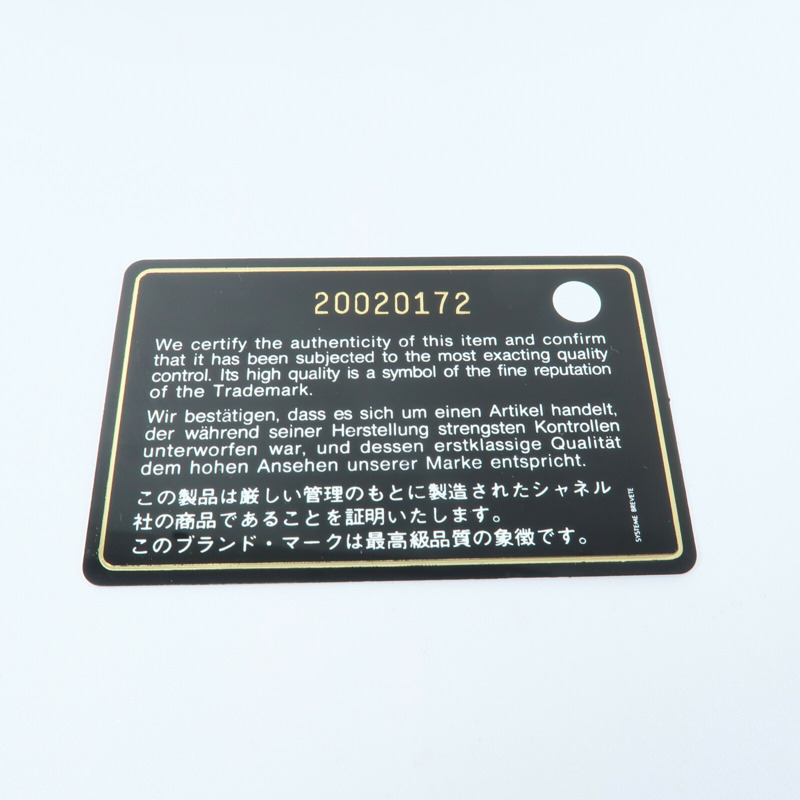 20020172
We certify the authenticity of this item and confirm
that it has been subjected to the most exacting quality
control. Its high quality is a symbol of the fine reputation
of the Trademark.
Wir bestätigen, dass es sich um einen Artikel handelt,
der während seiner Herstellung strengsten Kontrollen
unterworfen war, und dessen erstklassige Qualität
dem hohen Ansehen unserer Marke entspricht.
この製品は厳しい管理のもとに製造されたシャネル
社の商品であることを証明いたします。
このブランド・マークは最高級品質の象徴です。
SYSTEME BREVETE